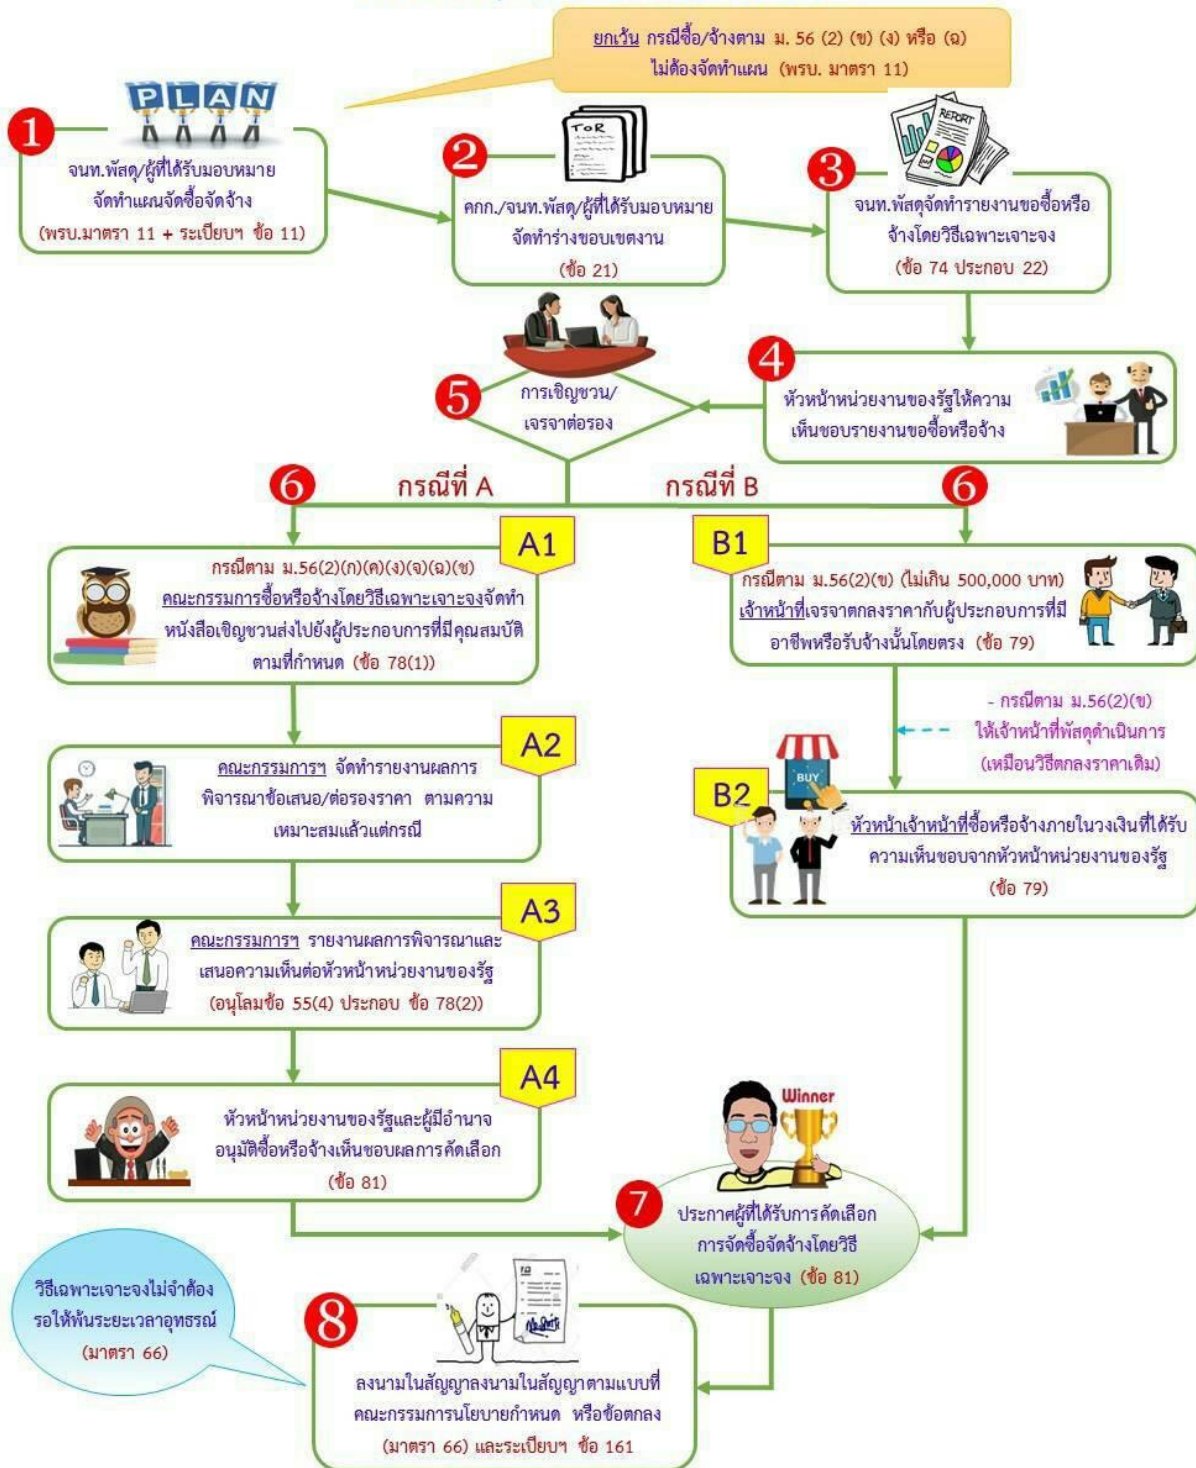 ยกเว้น กรณีซื้อ/จ้างตาม ม. 56 (2) (ข) (ง) หรือ (ฉ)
ไม่ต้องจัดทำแผน (พรบ. มาตรา 11)
PLAN
1
จนท.พัสดุ/ผู้ที่ได้รับมอบหมาย
จัดทำแผนจัดซื้อจัดจ้าง
(พรบ.มาตรา 11 + ระเบียบฯ ข้อ 11)
TOR
2
คกก./จนท.พัสดุ/ผู้ที่ได้รับมอบหมาย
จัดทำร่างขอบเขตงาน
(ข้อ 21)
REPORT
3
จนท.พัสดุจัดทำรายงานขอซื้อหรือ
จ้างโดยวิธีเฉพาะเจาะจง
(ข้อ 74 ประกอบ 22)
4
หัวหน้าหน่วยงานของรัฐให้ความ
เห็นชอบรายงานขอซื้อหรือจ้าง
5
การเชิญชวน/
เจรจาต่อรอง
6
กรณีที่ A
กรณีที่ B
6
A1
กรณีตาม ม.56(2)(ก)(ค)(ง)(จ)(ฉ)(ช)
คณะกรรมการซื้อหรือจ้างโดยวิธีเฉพาะเจาะจงจัดทำ
หนังสือเชิญชวนส่งไปยังผู้ประกอบการที่มีคุณสมบัติ
ตามที่กำหนด (ข้อ 78(1))
B1
กรณีตาม ม.56(2)(ข) (ไม่เกิน 500,000 บาท)
เจ้าหน้าที่เจรจาตกลงราคากับผู้ประกอบการที่มี
อาชีพหรือรับจ้างนั้นโดยตรง (ข้อ 79)
- กรณีตาม ม.56(2)(ข)
ให้เจ้าหน้าที่พัสดุดำเนินการ
(เหมือนวิธีตกลงราคาเดิม)
A2
คณะกรรมการฯ จัดทำรายงานผลการ
พิจารณาข้อเสนอ/ต่อรองราคา ตามความ
เหมาะสมแล้วแต่กรณี
BUY
B2
หัวหน้าเจ้าหน้าที่ซื้อหรือจ้างภายในวงเงินที่ได้รับ
ความเห็นชอบจากหัวหน้าหน่วยงานของรัฐ
(ข้อ 79)
A3
คณะกรรมการฯ รายงานผลการพิจารณาและ
เสนอความเห็นต่อหัวหน้าหน่วยงานของรัฐ
(อนุโลมข้อ 55(4) ประกอบ ข้อ 78(2))
A4
หัวหน้าหน่วยงานของรัฐและผู้มีอำนาจ
อนุมัติซื้อหรือจ้างเห็นชอบผลการคัดเลือก
(ข้อ 81)
Winner
7
ประกาศผู้ที่ได้รับการคัดเลือก
การจัดซื้อจัดจ้างโดยวิธี
เฉพาะเจาะจง (ข้อ 81)
วิธีเฉพาะเจาะจงไม่จำต้อง
รอให้พ้นระยะเวลาอุทธรณ์
(มาตรา 66)
8
ลงนามในสัญญาลงนามในสัญญาตามแบบที่
คณะกรรมการนโยบายกำหนด หรือข้อตกลง
(มาตรา 66) และระเบียบฯ ข้อ 161